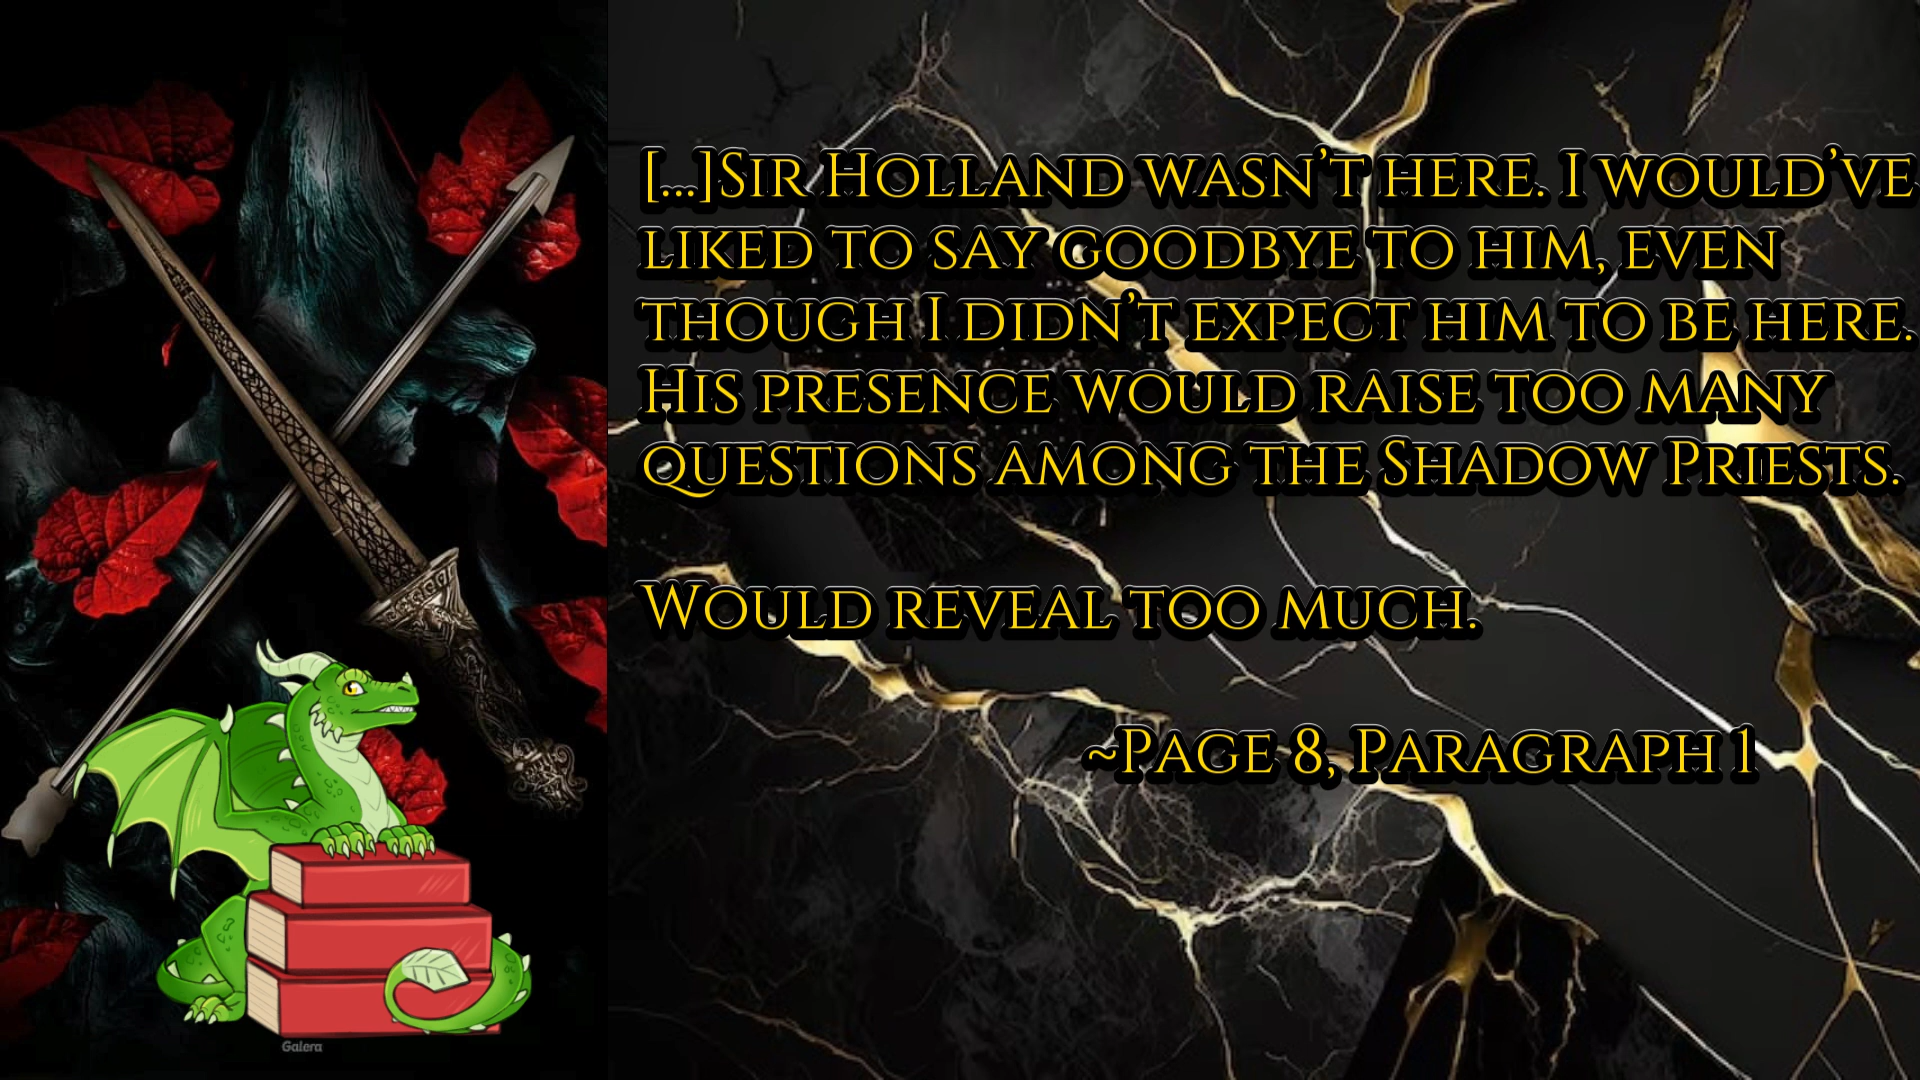 [...]Sir Holland wasn't here. I would've
liked to say goodbye to him, even
though I didn't expect him to be here.
His presence would raise too many
questions among the Shadow Priests.
Would reveal too much.
~Page 8, Paragraph 1
Galera